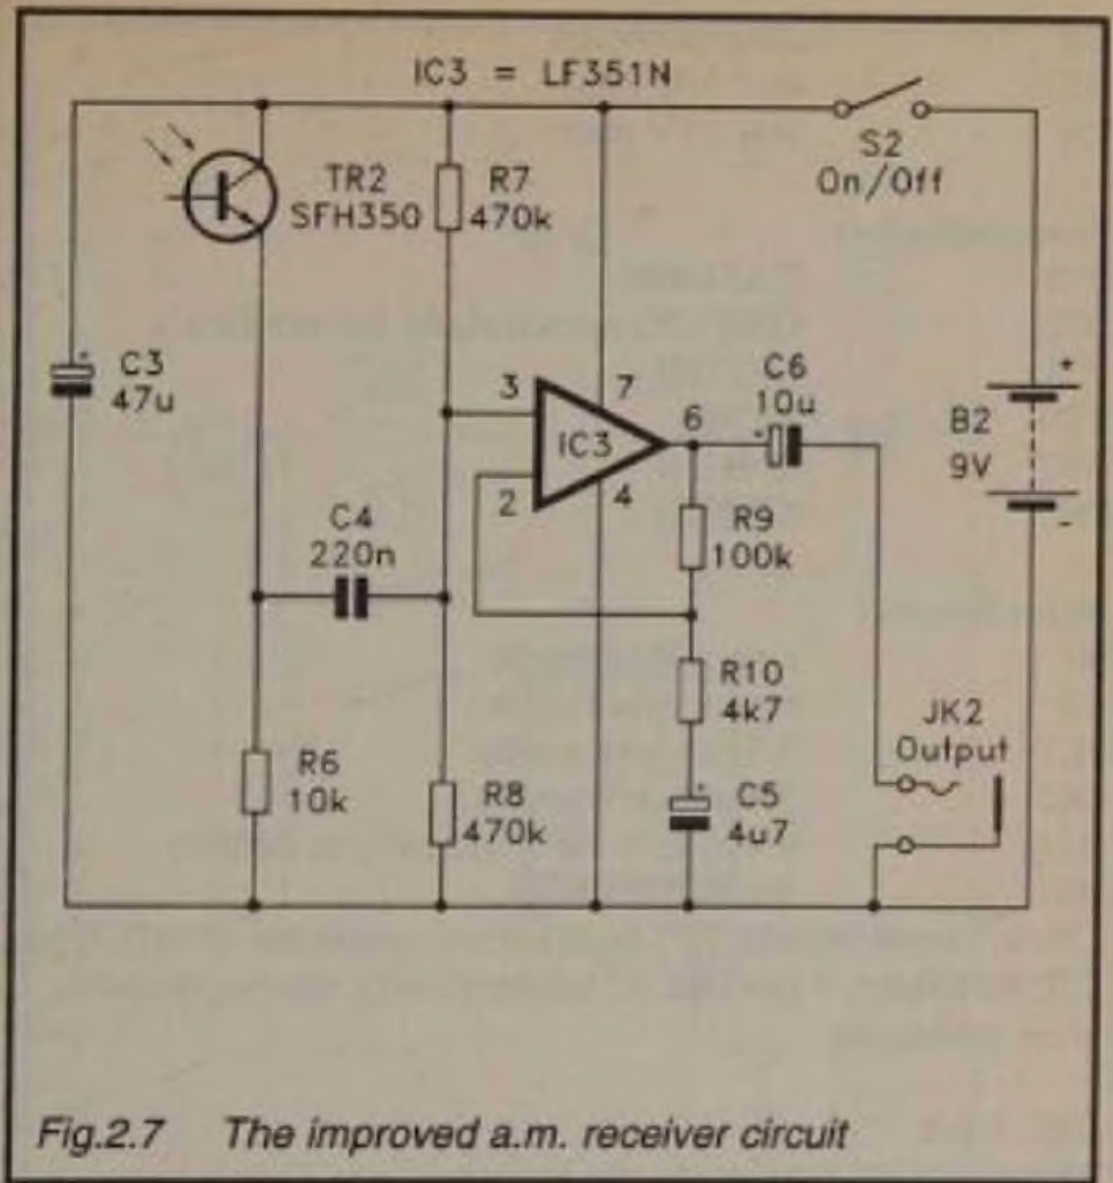 IC3 = LF351N
S2
On/Off
TR2
SFH350
R7
470k
+
C3
47u
3
7
IC3
2
4
6
C6
+
10u
+
B2
9V
-
C4
220n
R9
100k
R10
4k7
JK2
Output
R6
10k
R8
470k
+
C5
4u7
Fig.2.7 The improved a.m. receiver circuit